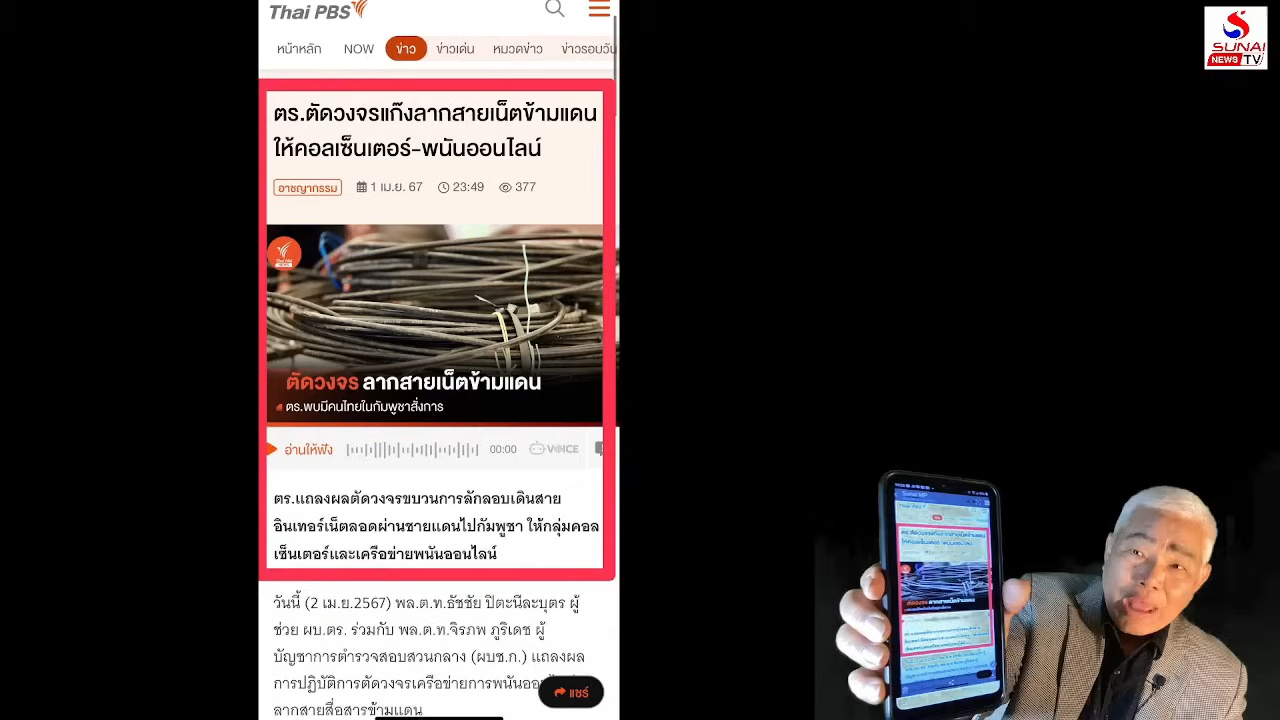 Thai PBS
หน้าหลัก NOW ข่าว ข่าวเด่น หมวดข่าว ข่าวรอบวัน
SUNAI
NEWS TV
ตร.ตัดวงจรแก๊งลากสายเน็ตข้ามแดน
ให้คอลเซ็นเตอร์-พนันออนไลน์
อาชญากรรม 1 เม.ย. 67 23:49 377
ตัดวงจร ลากสายเน็ตข้ามแดน
ตร.พบมีคนไทยในกัมพูชาสั่งการ
อ่านให้ฟัง 00:00 VOICE
ตร.แถลงผลตัดวงจรขบวนการลักลอบเดินสาย
อินเทอร์เน็ตลอดผ่านชายแดนไปกัมพูชา ให้กลุ่มคอล
เซ็นเตอร์และเครือข่ายพนันออนไลน์
วันนี้ (2 เม.ย.2567) พล.ต.ท.ธัชชัย ปิตะนีละบุตร ผู้
ช่วย ผบ.ตร. ร่วมกับ พล.ต.ท.จิรภพ ภูริเดช ผู้
บัญชาการตำรวจสอบสวนกลาง (ผบช.ก.) แถลงผล
การปฏิบัติการตัดวงจรเครือข่ายการพนันออนไลน์
แชร์
ลากสายสื่อสารข้ามแดน